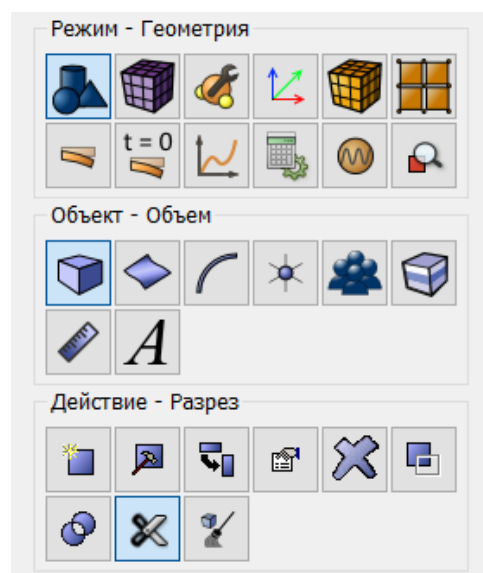 Режим - Геометрия
t = 0
Объект - Объем
A
Действие - Разрез